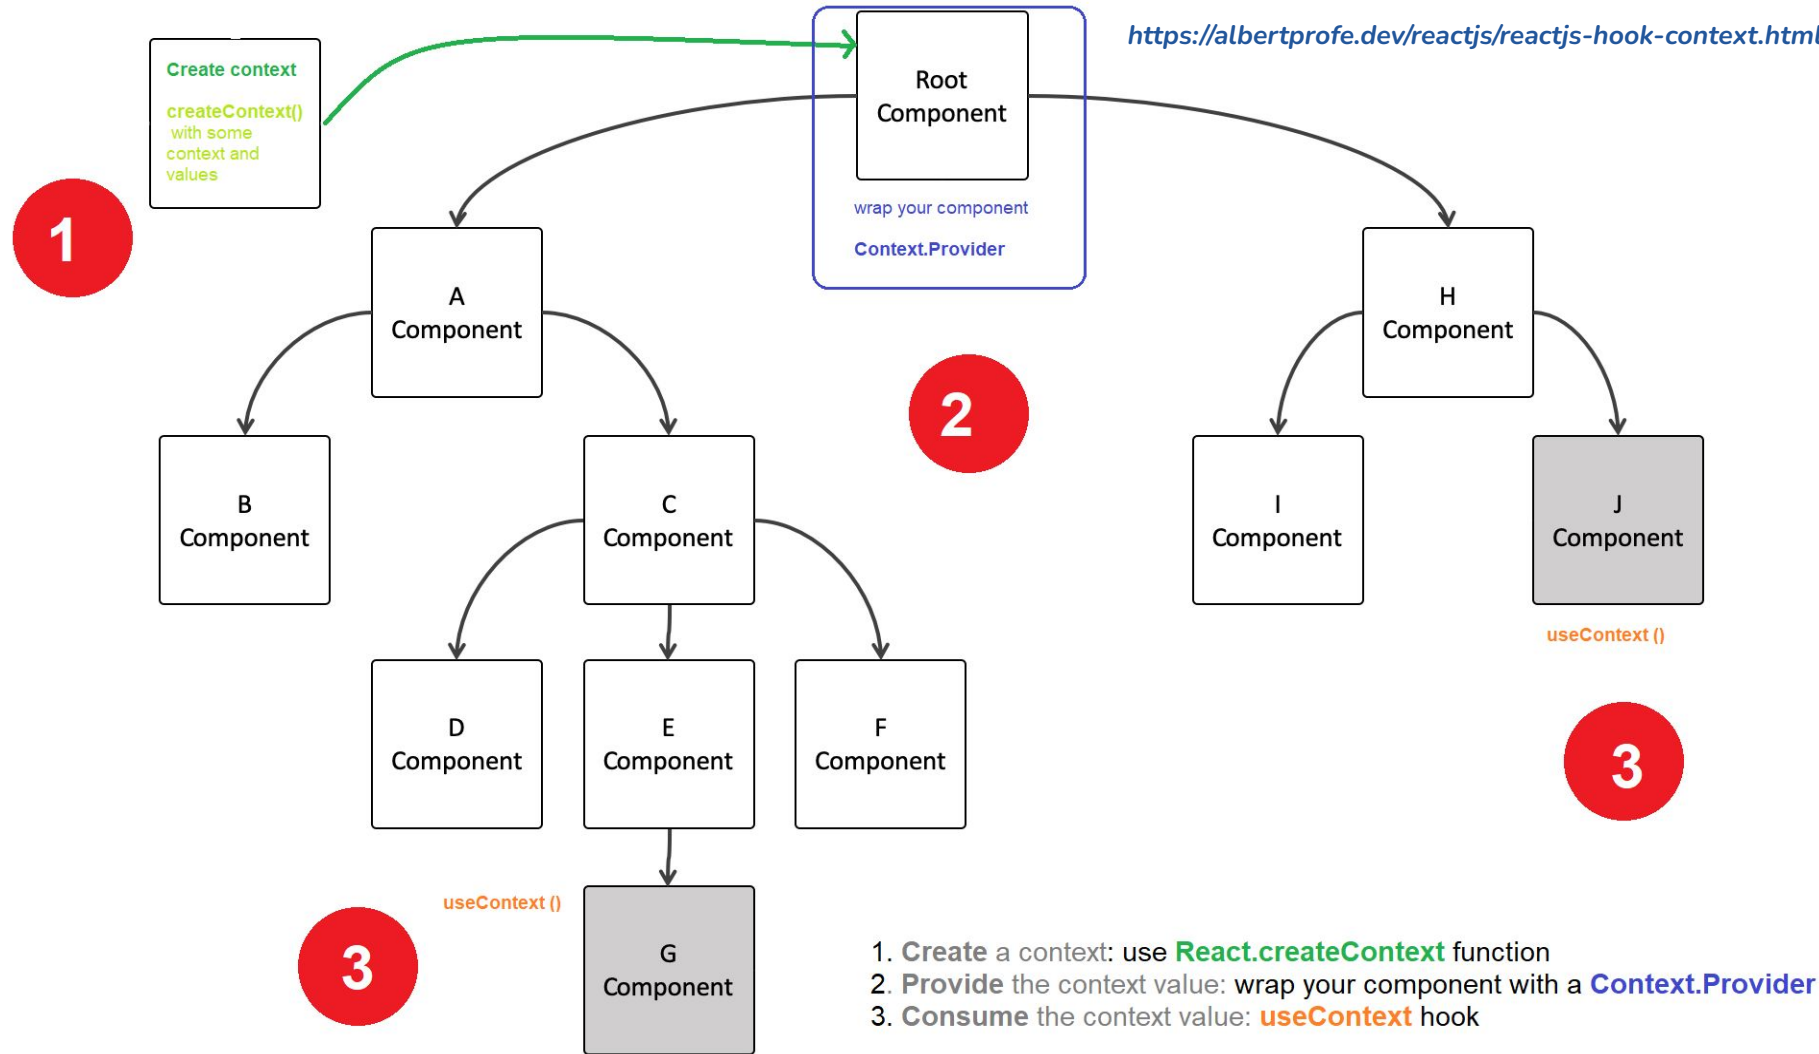 https://albertprofe.dev/reactjs/reactjs-hook-context.html
Create context
createContext()
with some
context and
values
Root
Component
wrap your component
Context.Provider
1
A
Component
H
Component
2
B
Component
C
Component
I
Component
J
Component
useContext ()
D
Component
E
Component
F
Component
3
useContext ()
3
G
Component
1. Create a context: use React.createContext function
2. Provide the context value: wrap your component with a Context.Provider
3. Consume the context value: useContext hook